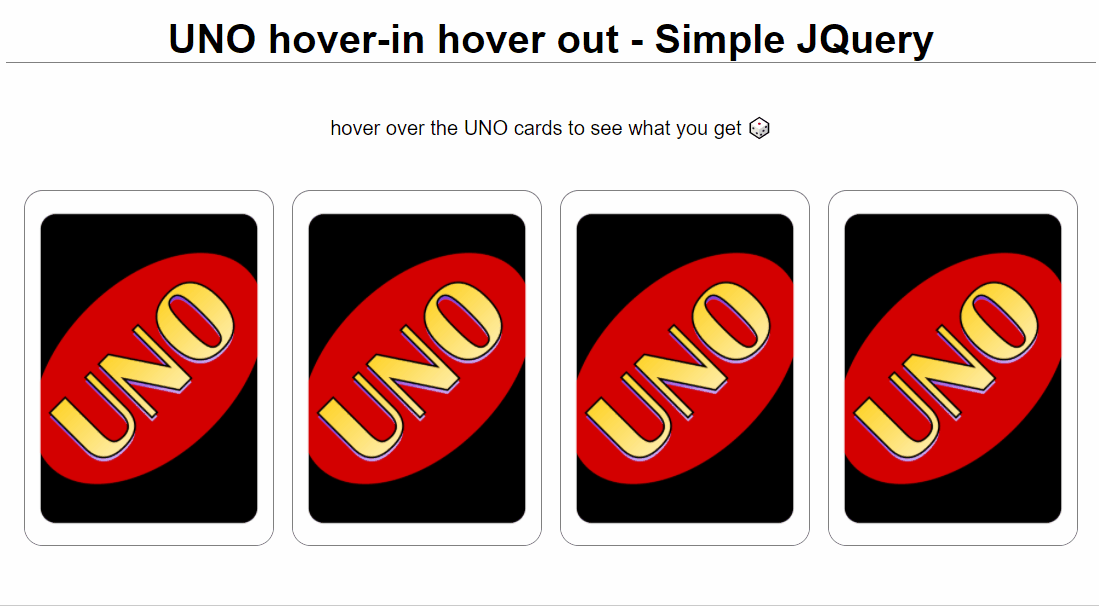 UNO hover-in hover out - Simple JQuery
hover over the UNO cards to see what you get 🎲
UNO
UNO
UNO
UNO